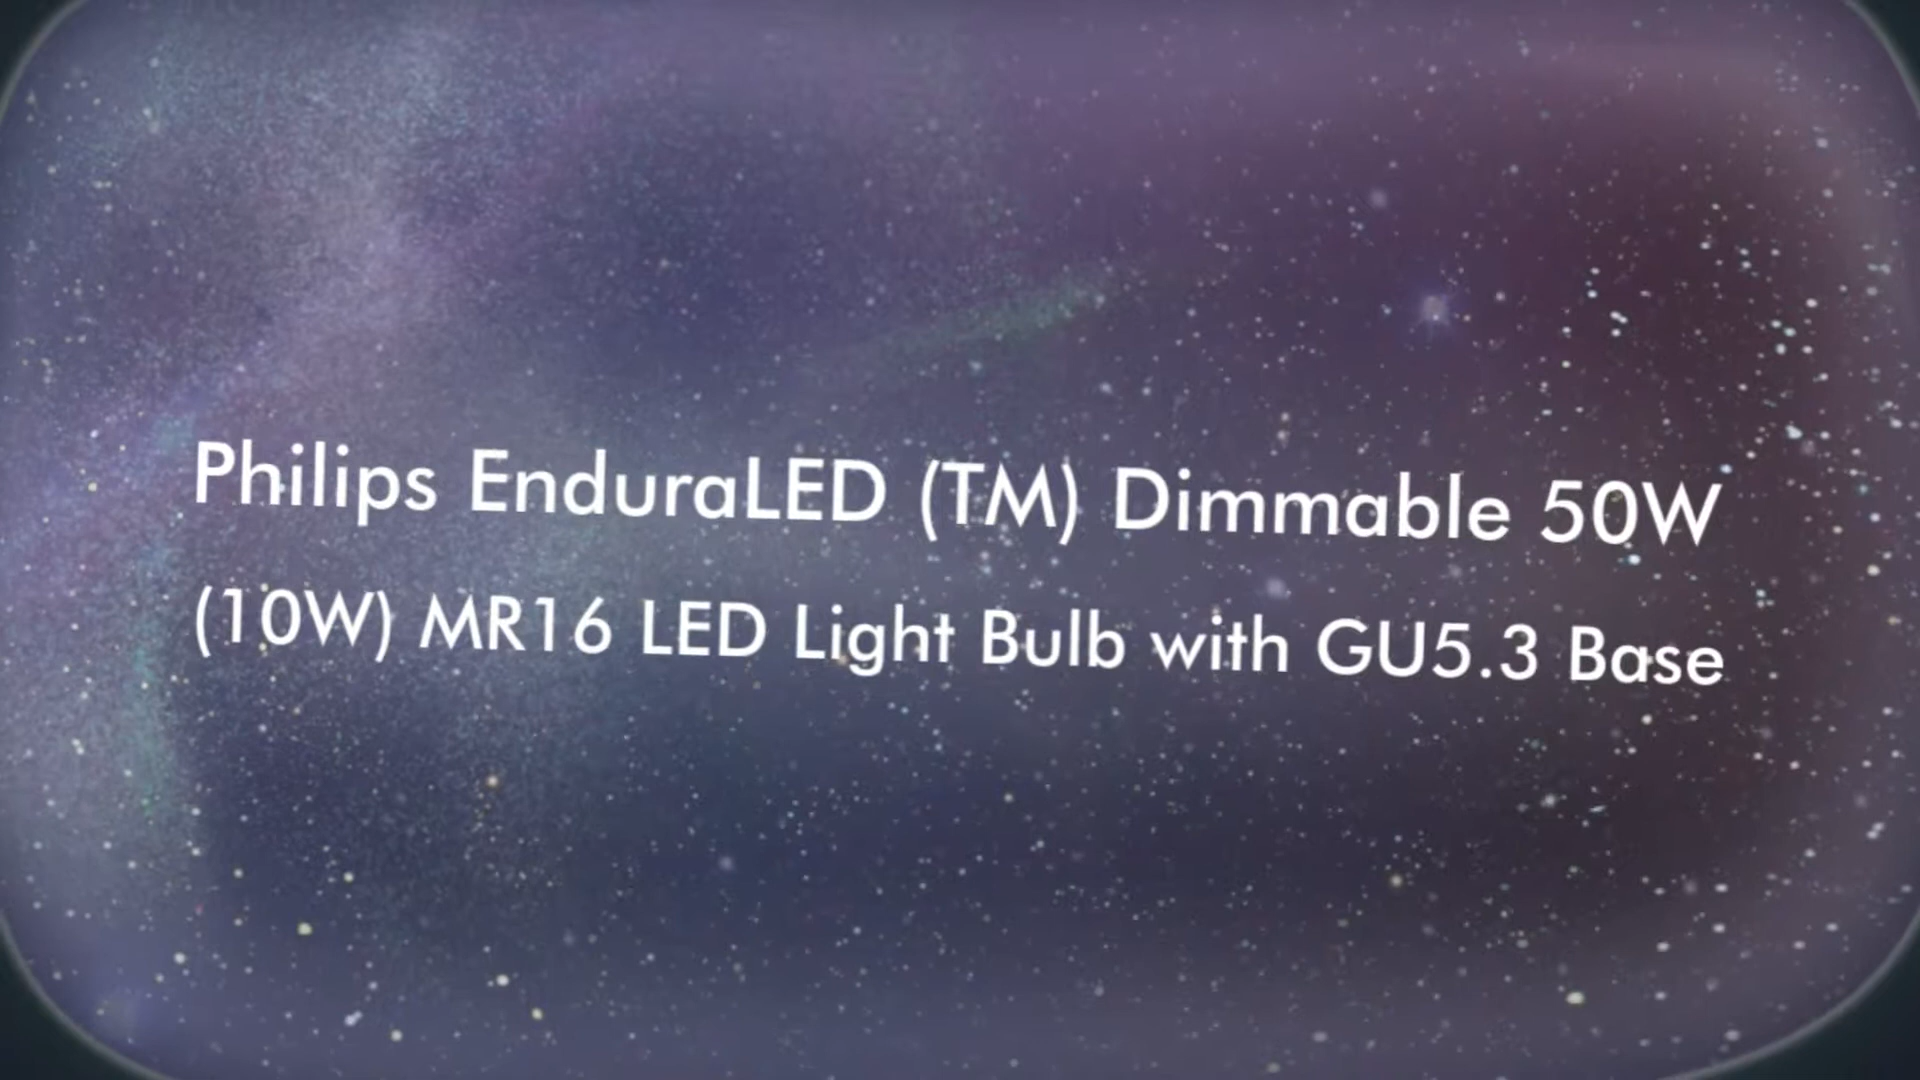 Philips EnduraLED (TM) Dimmable 50W
(10W) MR16 LED Light Bulb with GU5.3 Base